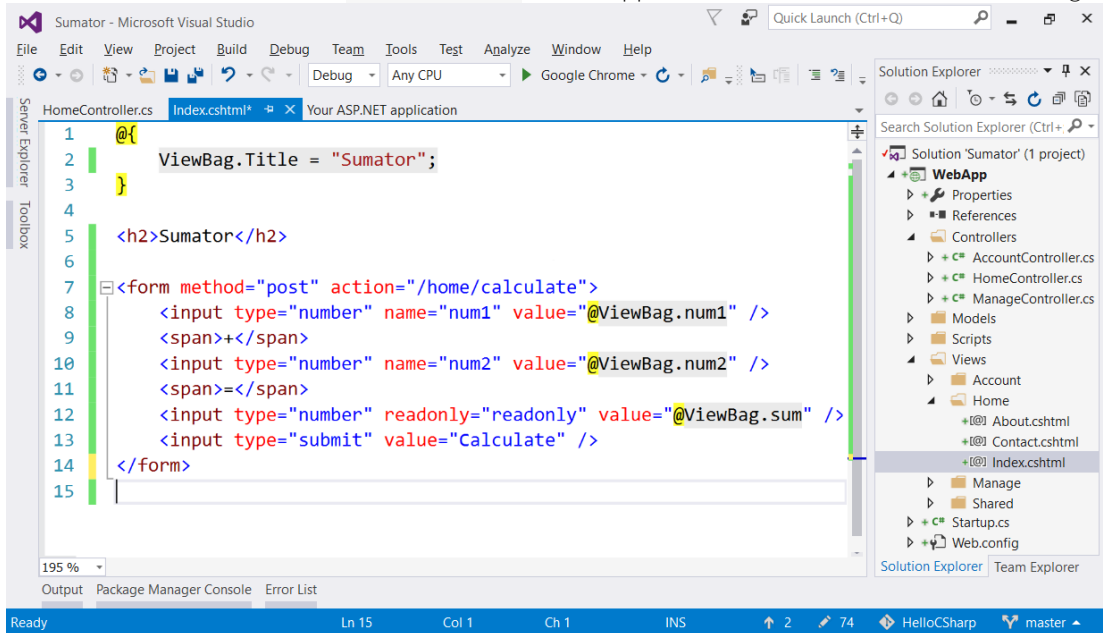 Sumator - Microsoft Visual Studio
Quick Launch (Ctrl+Q)
File Edit View Project Build Debug Team Tools Test Analyze Window Help
Debug Any CPU Google Chrome
Server Explorer
Toolbox
HomeController.cs Index.cshtml* Your ASP.NET application
1 @{
2 ViewBag.Title = "Sumator";
3 }
4
5 <h2>Sumator</h2>
6
7 <form method="post" action="/home/calculate">
8 <input type="number" name="num1" value="@ViewBag.num1" />
9 <span>+</span>
10 <input type="number" name="num2" value="@ViewBag.num2" />
11 <span>=</span>
12 <input type="number" readonly="readonly" value="@ViewBag.sum" />
13 <input type="submit" value="Calculate" />
14 </form>
15
195 %
Output Package Manager Console Error List
Solution Explorer
Search Solution Explorer (Ctrl+
Solution 'Sumator' (1 project)
WebApp
Properties
References
Controllers
C# AccountController.cs
C# HomeController.cs
C# ManageController.cs
Models
Scripts
Views
Account
Home
[@] About.cshtml
[@] Contact.cshtml
[@] Index.cshtml
Manage
Shared
C# Startup.cs
Web.config
Solution Explorer Team Explorer
Ready Ln 15 Col 1 Ch 1 INS 2 74 HelloCSharp master